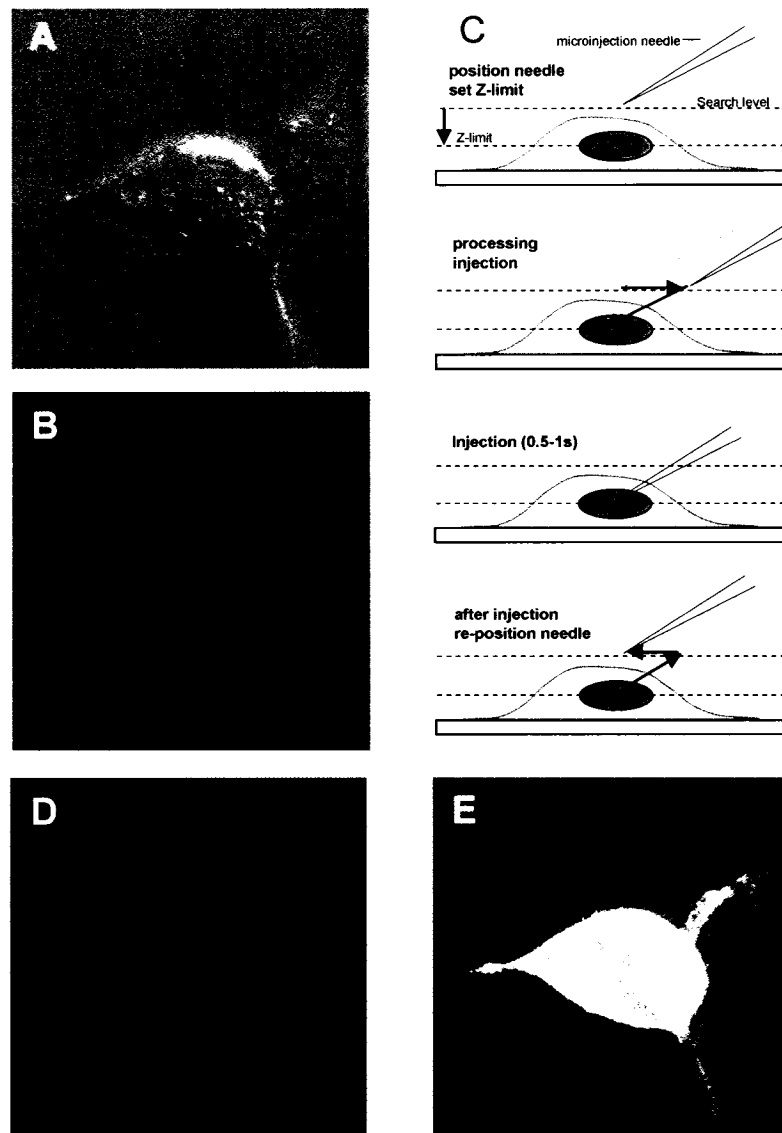 A
C
microinjection needle
position needle
set Z-limit
Search level
Z-limit
processing
injection
B
Injection (0.5-1s)
after injection
re-position needle
D
E